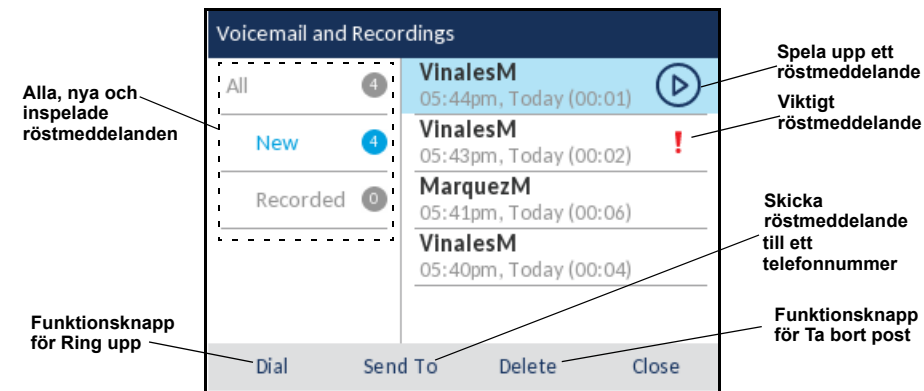 Voicemail and Recordings
All 4
New 4
Recorded 0
VinalesM
05:44pm, Today (00:01)
VinalesM
05:43pm, Today (00:02)
!
MarquezM
05:41pm, Today (00:06)
VinalesM
05:40pm, Today (00:04)
Dial Send To Delete Close
Alla, nya och
inspelade
röstmeddelanden
Funktionsknapp
för Ring upp
Spela upp ett
röstmeddelande
Viktigt
röstmeddelande
Skicka
röstmeddelande
till ett
telefonnummer
Funktionsknapp
för Ta bort post